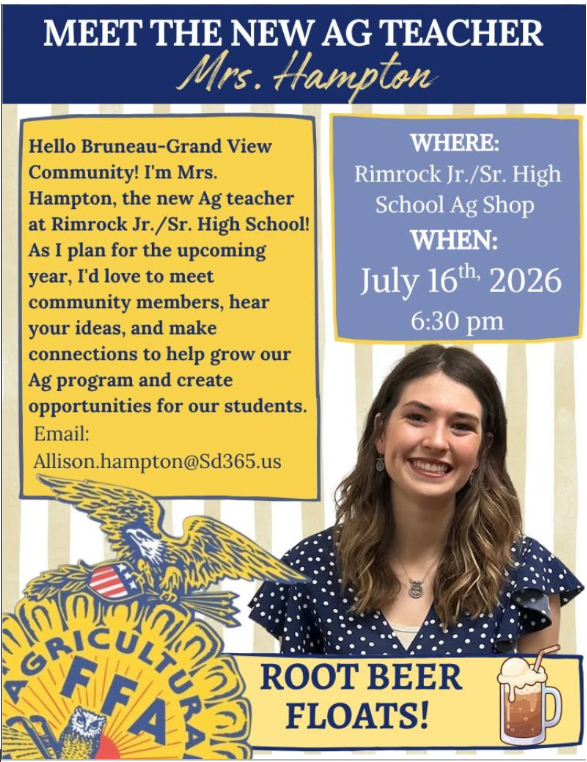 MEET THE NEW AG TEACHER
Mrs. Hampton
Hello Bruneau-Grand View
Community! I'm Mrs.
Hampton, the new Ag teacher
at Rimrock Jr./Sr. High School!
As I plan for the upcoming
year, I'd love to meet
community members, hear
your ideas, and make
connections to help grow our
Ag program and create
opportunities for our students.
Email:
Allison.hampton@Sd365.us
WHERE:
Rimrock Jr./Sr. High
School Ag Shop
WHEN:
July 16th, 2026
6:30 pm
AGRICULTURA
FFA
ROOT BEER
FLOATS!